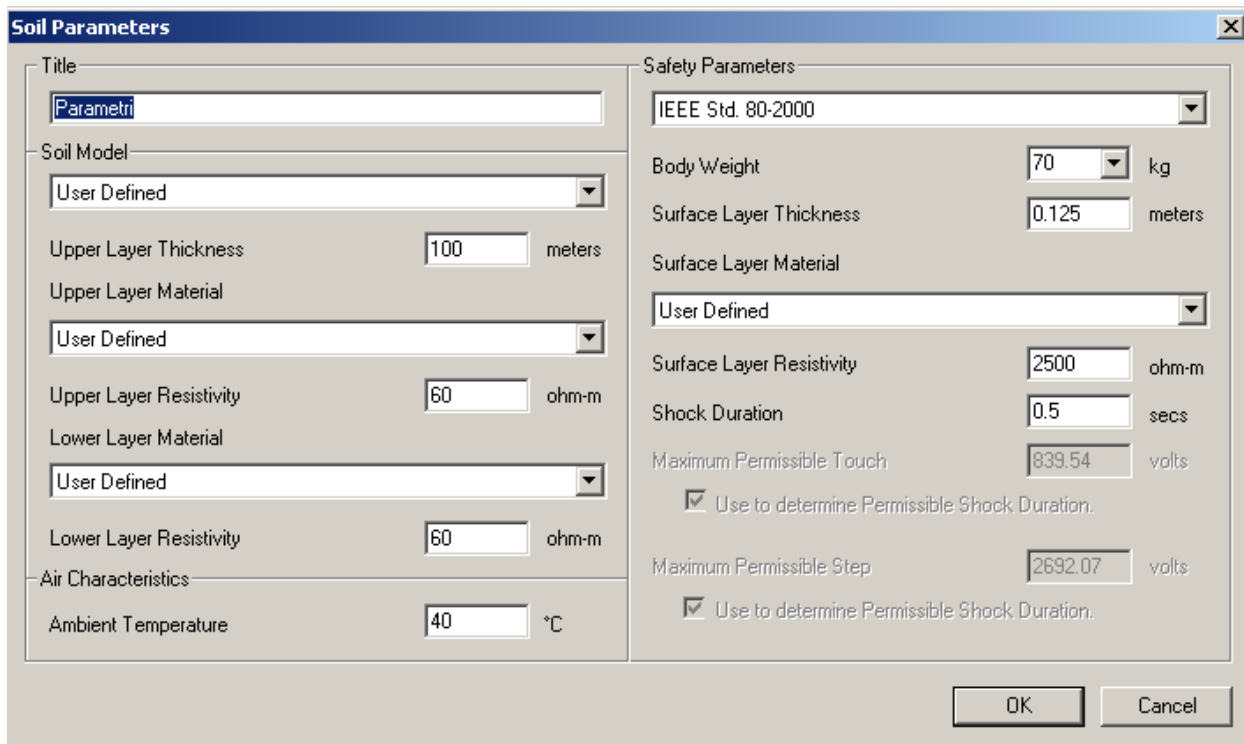 Soil Parameters
Title
Parametri
Soil Model
User Defined
Upper Layer Thickness 100 meters
Upper Layer Material
User Defined
Upper Layer Resistivity 60 ohm-m
Lower Layer Material
User Defined
Lower Layer Resistivity 60 ohm-m
Air Characteristics
Ambient Temperature 40 °C
Safety Parameters
IEEE Std. 80-2000
Body Weight 70 kg
Surface Layer Thickness 0.125 meters
Surface Layer Material
User Defined
Surface Layer Resistivity 2500 ohm-m
Shock Duration 0.5 secs
Maximum Permissible Touch 839.54 volts
Use to determine Permissible Shock Duration.
Maximum Permissible Step 2692.07 volts
Use to determine Permissible Shock Duration.
OK Cancel